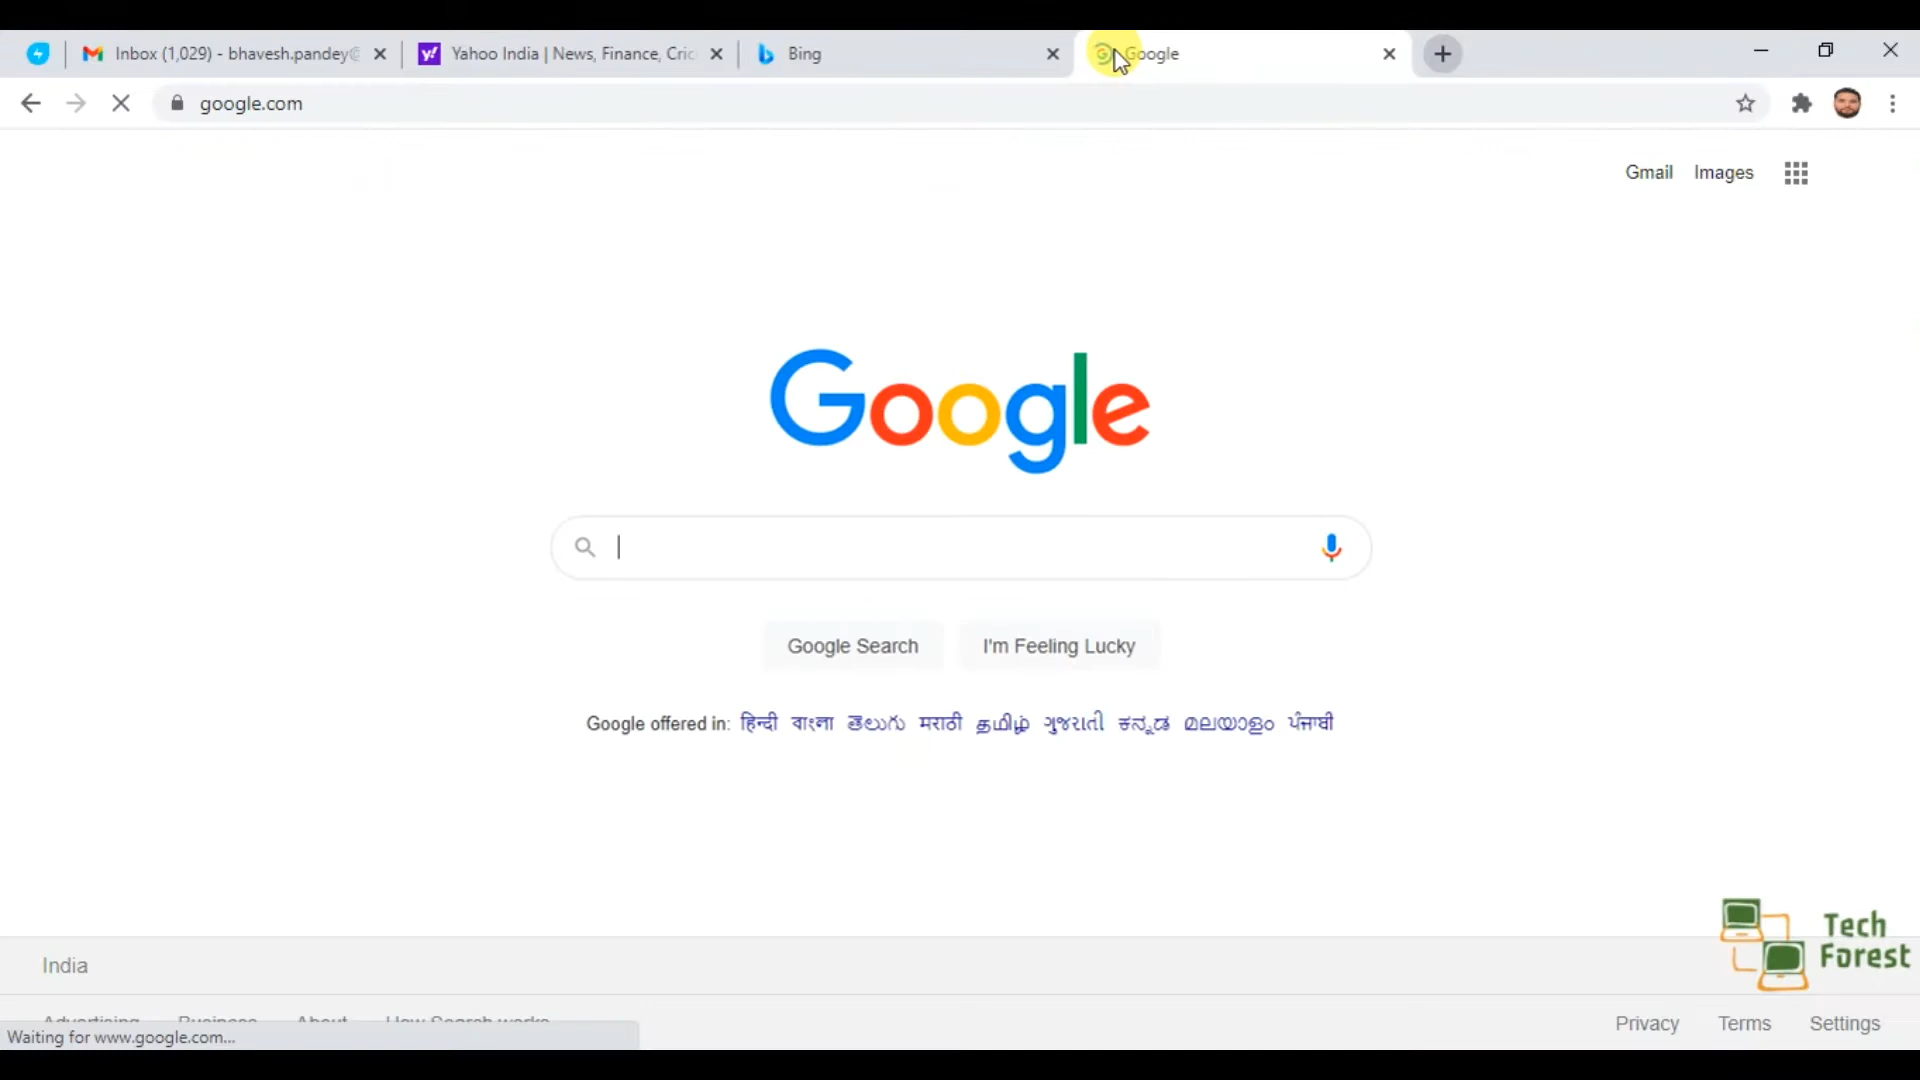 Inbox (1,029) - bhavesh.pandey@
Yahoo India | News, Finance, Cric
Bing
Google
google.com
Gmail Images
Google
Google Search I'm Feeling Lucky
Google offered in: हिन्दी বাংলা తెలుగు मराठी தமிழ் ગુજરાતી ಕನ್ನಡ മലയാളം ਪੰਜਾਬੀ
Tech
Forest
India
Advertising Business About How Search works
Privacy Terms Settings
Waiting for www.google.com...